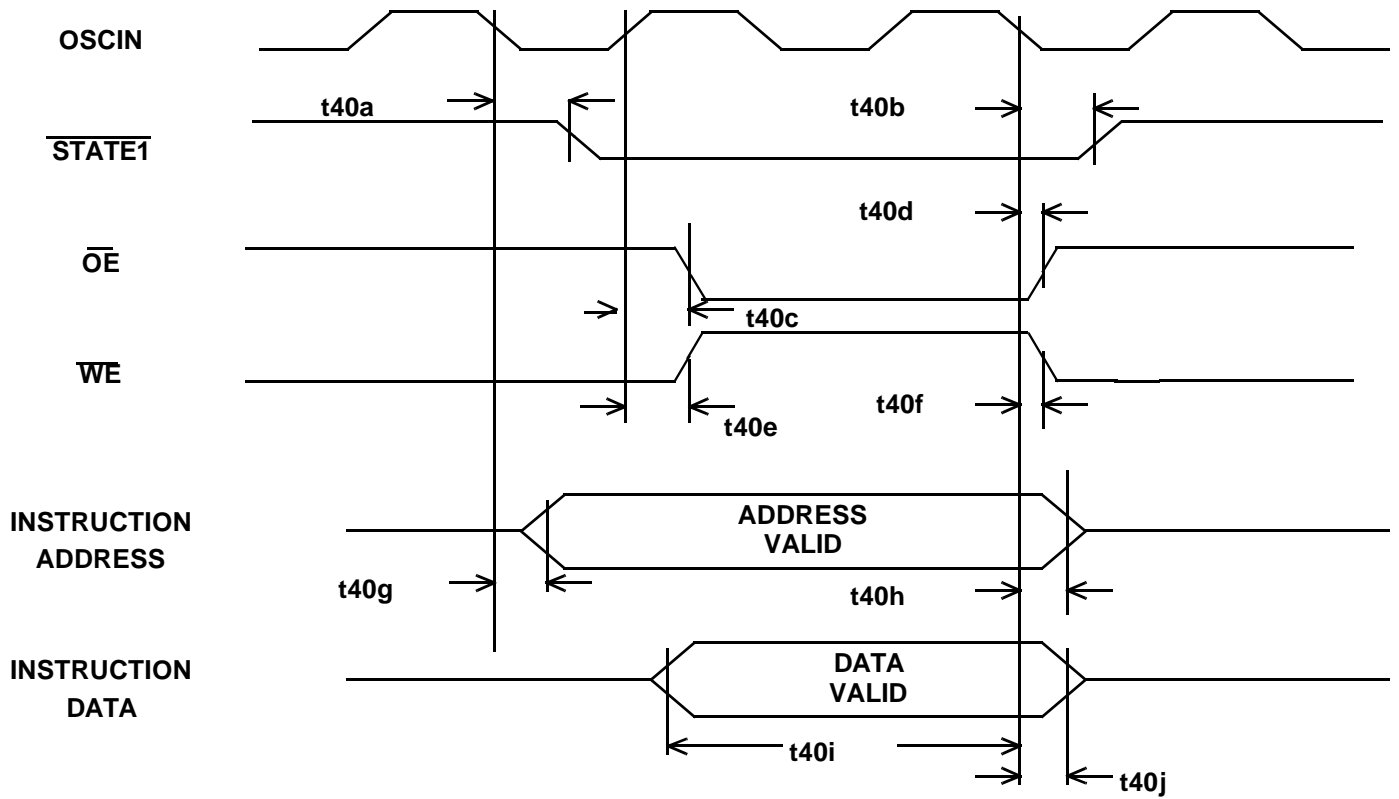 OSCIN
t40a
t40b
STATE1
t40d
OE
t40c
WE
t40f
t40e
INSTRUCTION
ADDRESS
ADDRESS
VALID
t40g
t40h
INSTRUCTION
DATA
DATA
VALID
t40i
t40j